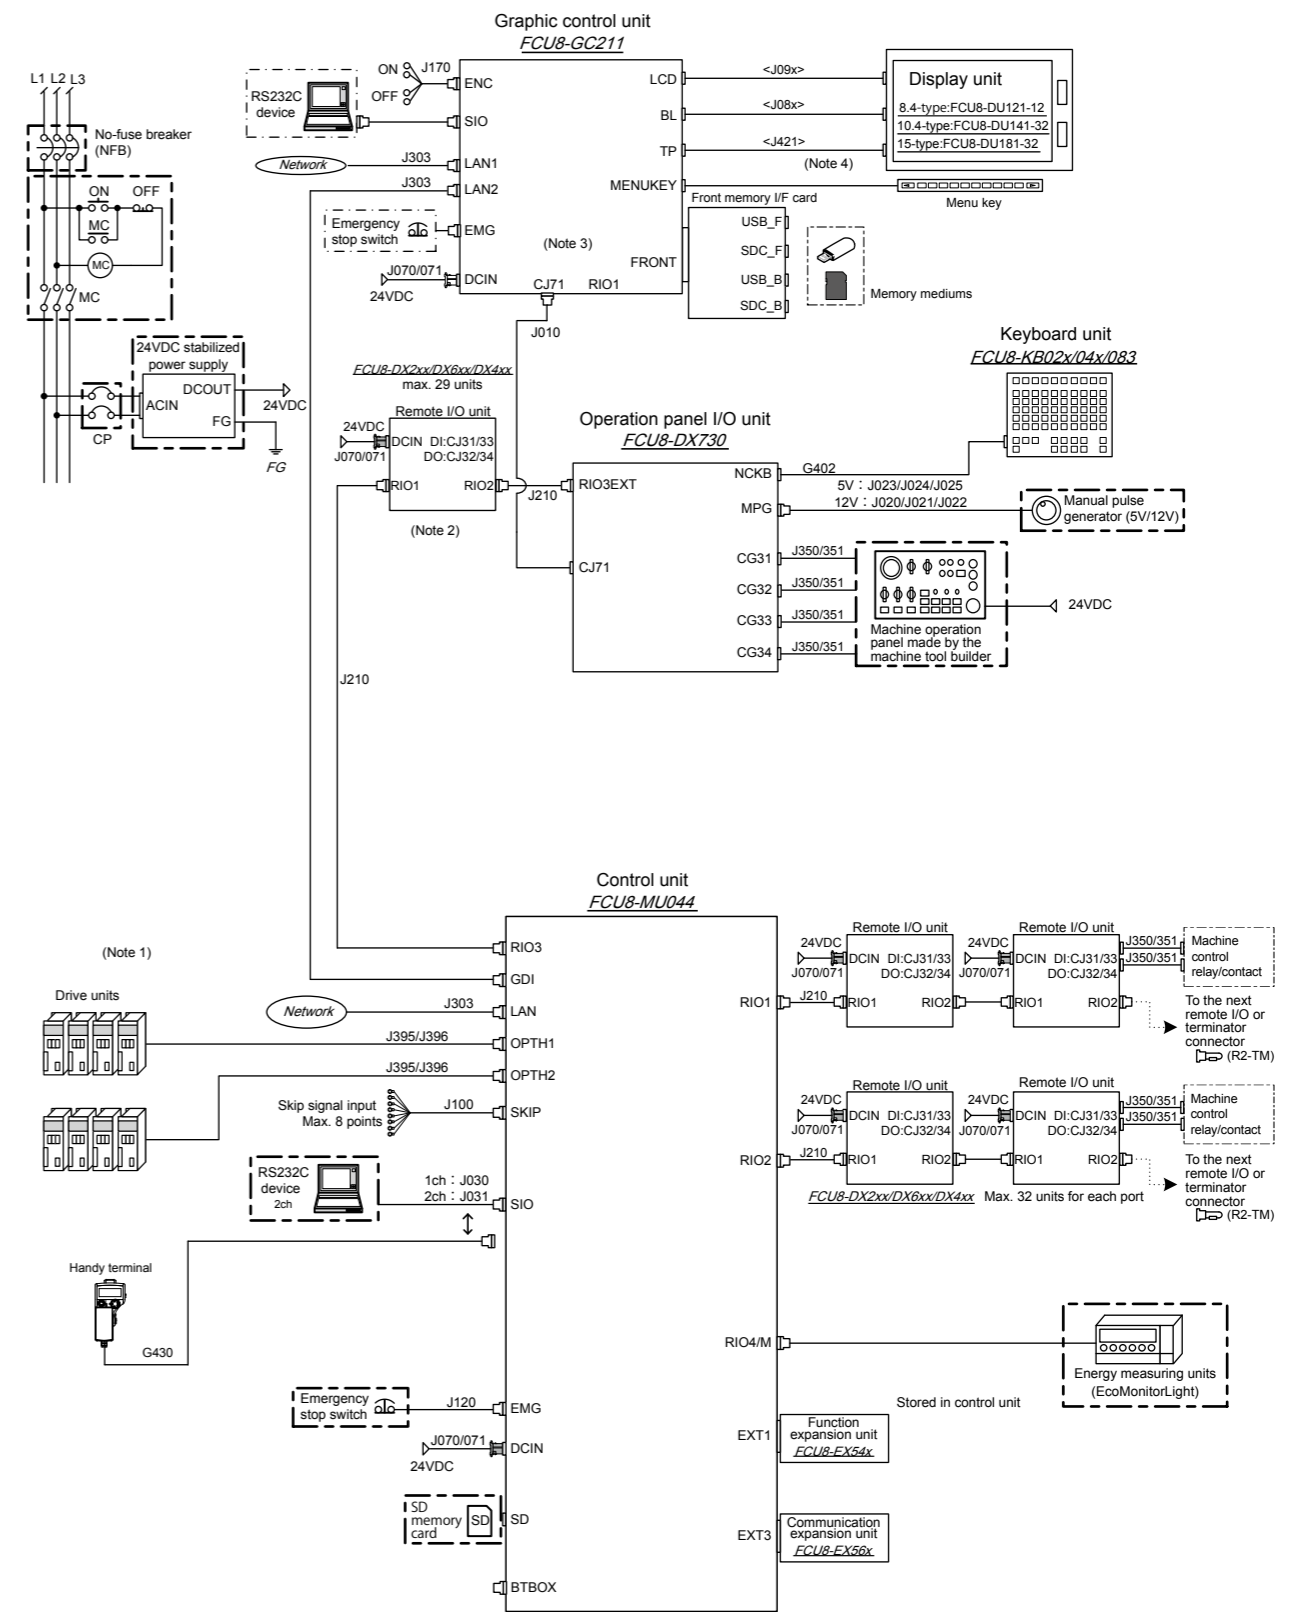 Graphic control unit
FCU8-GC211
L1 L2 L3
No-fuse breaker
(NFB)
ON OFF
MC
MC
MC
24VDC stabilized
power supply
DCOUT
ACIN
FG
24VDC
CP
FG
RS232C
device
ON
OFF
J170
ENC
SIO
Network
J303
LAN1
J303
LAN2
Emergency
stop switch
EMG
J070/071
24VDC
DCIN
(Note 3)
CJ71
RIO1
J010
LCD
BL
TP
MENUKEY
FRONT
<J09x>
<J08x>
<J421>
(Note 4)
Display unit
8.4-type:FCU8-DU121-12
10.4-type:FCU8-DU141-32
15-type:FCU8-DU181-32
Menu key
Front memory I/F card
USB_F
SDC_F
USB_B
SDC_B
Memory mediums
Keyboard unit
FCU8-KB02x/04x/083
FCU8-DX2xx/DX6xx/DX4xx
max. 29 units
Remote I/O unit
24VDC
J070/071
DCIN DI:CJ31/33
DO:CJ32/34
RIO1 RIO2
J210
(Note 2)
Operation panel I/O unit
FCU8-DX730
RIO3EXT
CJ71
NCKB
MPG
CG31
CG32
CG33
CG34
G402
5V : J023/J024/J025
12V : J020/J021/J022
Manual pulse
generator (5V/12V)
J350/351
J350/351
J350/351
J350/351
Machine operation
panel made by the
machine tool builder
24VDC
J210
Control unit
FCU8-MU044
(Note 1)
Drive units
RIO3
GDI
Network
J303
LAN
J395/J396
OPTH1
J395/J396
OPTH2
Skip signal input
Max. 8 points
J100
SKIP
RS232C
device
2ch
1ch : J030
2ch : J031
SIO
Handy terminal
G430
Emergency
stop switch
J120
EMG
J070/071
24VDC
DCIN
SD
memory
card
SD
SD
BTBOX
RIO1
J210
Remote I/O unit
24VDC
J070/071
DCIN DI:CJ31/33
DO:CJ32/34
RIO1 RIO2
Remote I/O unit
24VDC
J070/071
DCIN DI:CJ31/33
DO:CJ32/34
RIO1 RIO2
J350/351
J350/351
Machine
control
relay/contact
To the next
remote I/O or
terminator
connector
(R2-TM)
RIO2
J210
Remote I/O unit
24VDC
J070/071
DCIN DI:CJ31/33
DO:CJ32/34
RIO1 RIO2
Remote I/O unit
24VDC
J070/071
DCIN DI:CJ31/33
DO:CJ32/34
RIO1 RIO2
J350/351
J350/351
Machine
control
relay/contact
To the next
remote I/O or
terminator
connector
(R2-TM)
FCU8-DX2xx/DX6xx/DX4xx Max. 32 units for each port
RIO4/M
Energy measuring units
(EcoMonitorLight)
Stored in control unit
EXT1
Function
expansion unit
FCU8-EX54x
EXT3
Communication
expansion unit
FCU8-EX56x